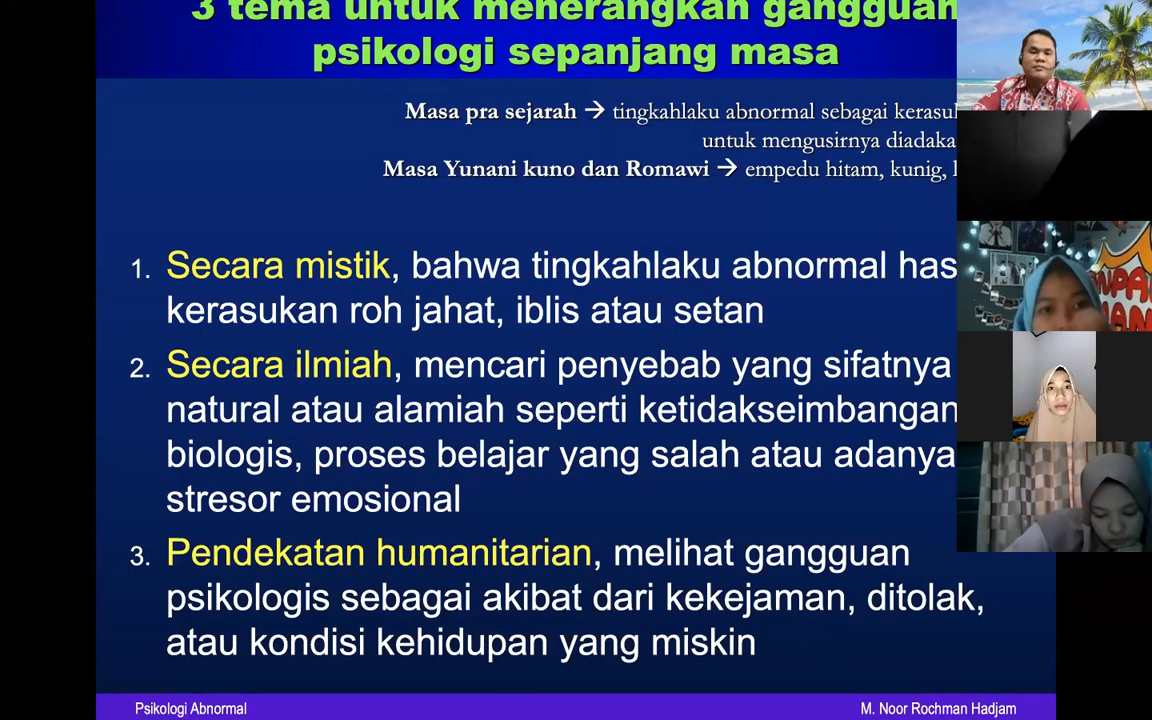 3 tema untuk menerangkan gangguan
psikologi sepanjang masa
Masa pra sejarah → tingkahlaku abnormal sebagai
untuk mengusirnya
Masa Yunani kuno dan Romawi → empedu hitam, kunig,
1. Secara mistik, bahwa tingkahlaku abnormal
kerasukan roh jahat, iblis atau setan
2. Secara ilmiah, mencari penyebab yang sifatnya
natural atau alamiah seperti ketidakseimbangan
biologis, proses belajar yang salah atau adanya
stresor emosional
3. Pendekatan humanitarian, melihat gangguan
psikologis sebagai akibat dari kekejaman, ditolak,
atau kondisi kehidupan yang miskin
Psikologi Abnormal
M. Noor Rochman Hadjam